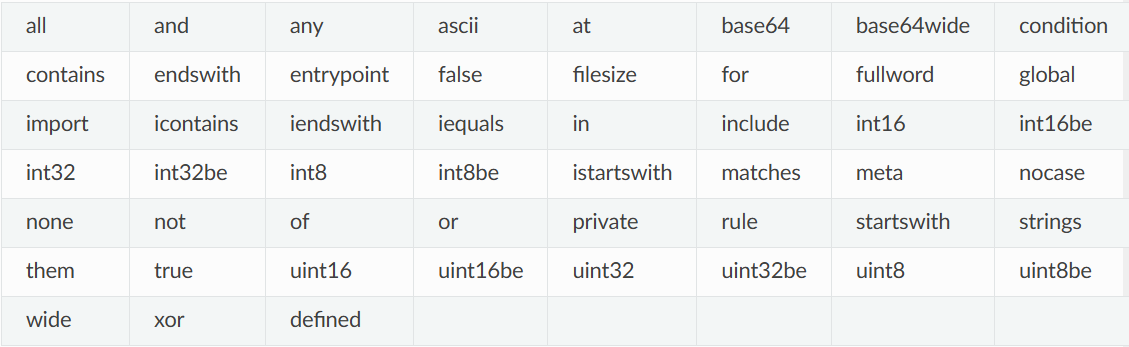 all and any ascii at base64 base64wide condition
contains endswith entrypoint false filesize for fullword global
import icontains iendswith iequals in include int16 int16be
int32 int32be int8 int8be istartswith matches meta nocase
none not of or private rule startswith strings
them true uint16 uint16be uint32 uint32be uint8 uint8be
wide xor defined